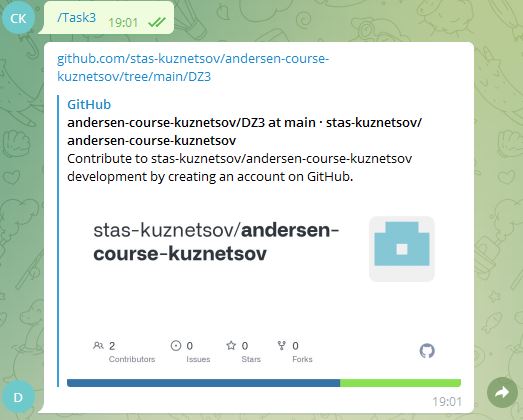 CK
/Task3
19:01
github.com/stas-kuznetsov/andersen-course-
kuznetsov/tree/main/DZ3
GitHub
andersen-course-kuznetsov/DZ3 at main · stas-kuznetsov/
andersen-course-kuznetsov
Contribute to stas-kuznetsov/andersen-course-kuznetsov
development by creating an account on GitHub.
stas-kuznetsov/andersen-
course-kuznetsov
2
Contributors
0
Issues
0
Stars
0
Forks
D
19:01